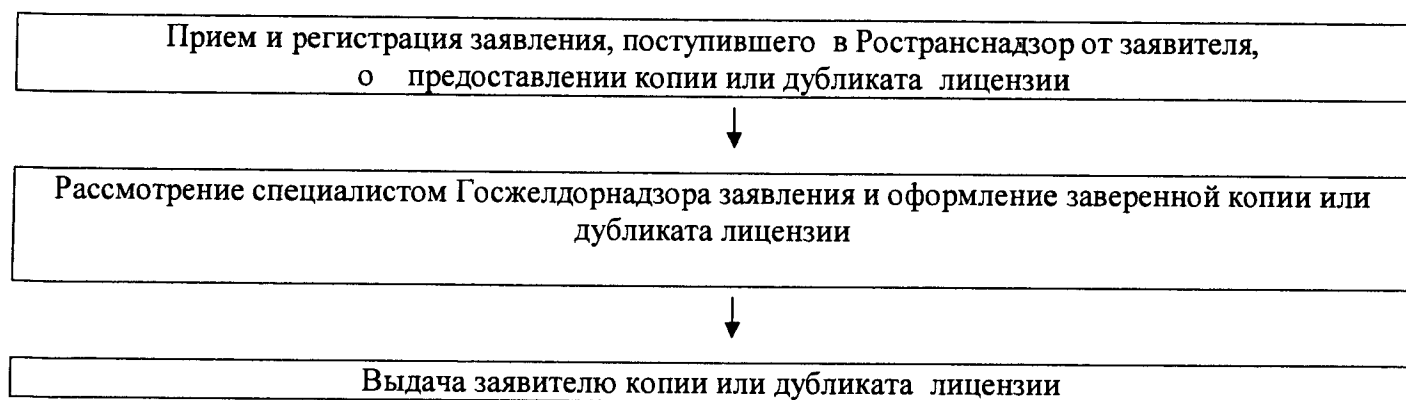 Прием и регистрация заявления, поступившего в Ространснадзор от заявителя,
о предоставлении копии или дубликата лицензии
Рассмотрение специалистом Госжелдорнадзора заявления и оформление заверенной копии или
дубликата лицензии
Выдача заявителю копии или дубликата лицензии